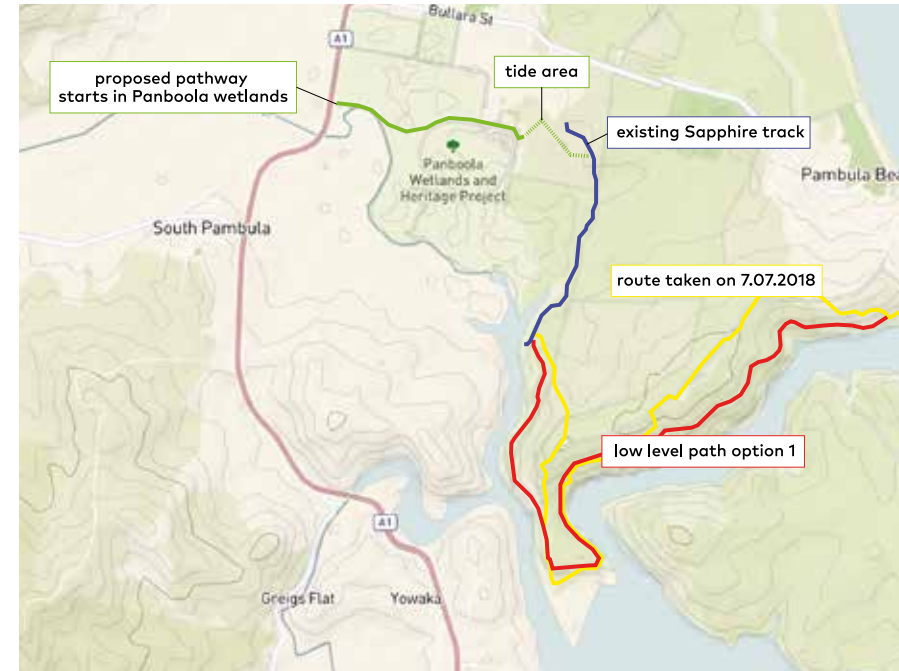 Bullara St
A1
proposed pathway
starts in Panboola wetlands
tide area
existing Sapphire track
Panboola
Wetlands and
Heritage Project
Pambula Bea
South Pambula
route taken on 7.07.2018
low level path option 1
A1
Greigs Flat
Yowaka